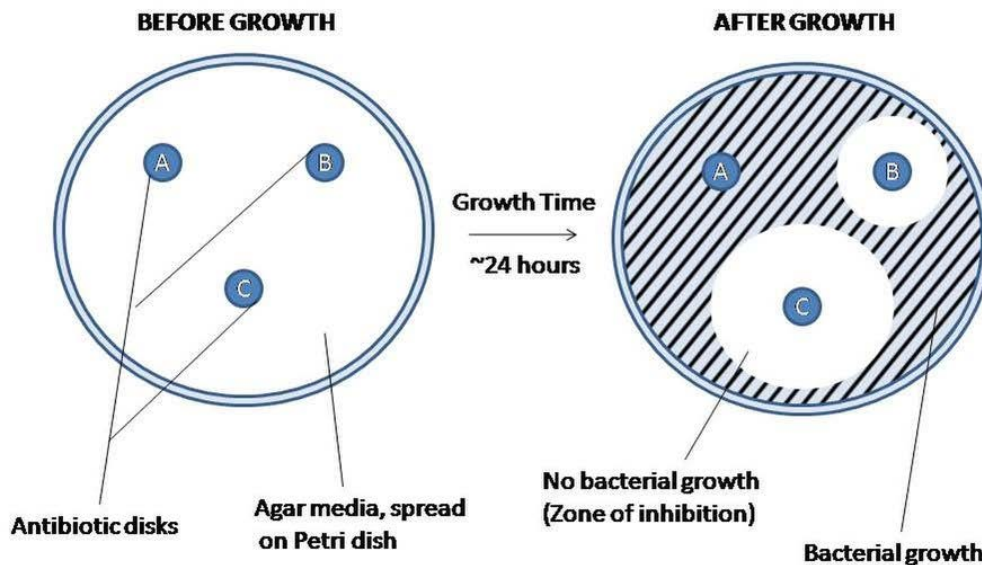 BEFORE GROWTH
AFTER GROWTH
A
B
C
Growth Time
~24 hours
A
B
C
Antibiotic disks
Agar media, spread
on Petri dish
No bacterial growth
(Zone of inhibition)
Bacterial growth